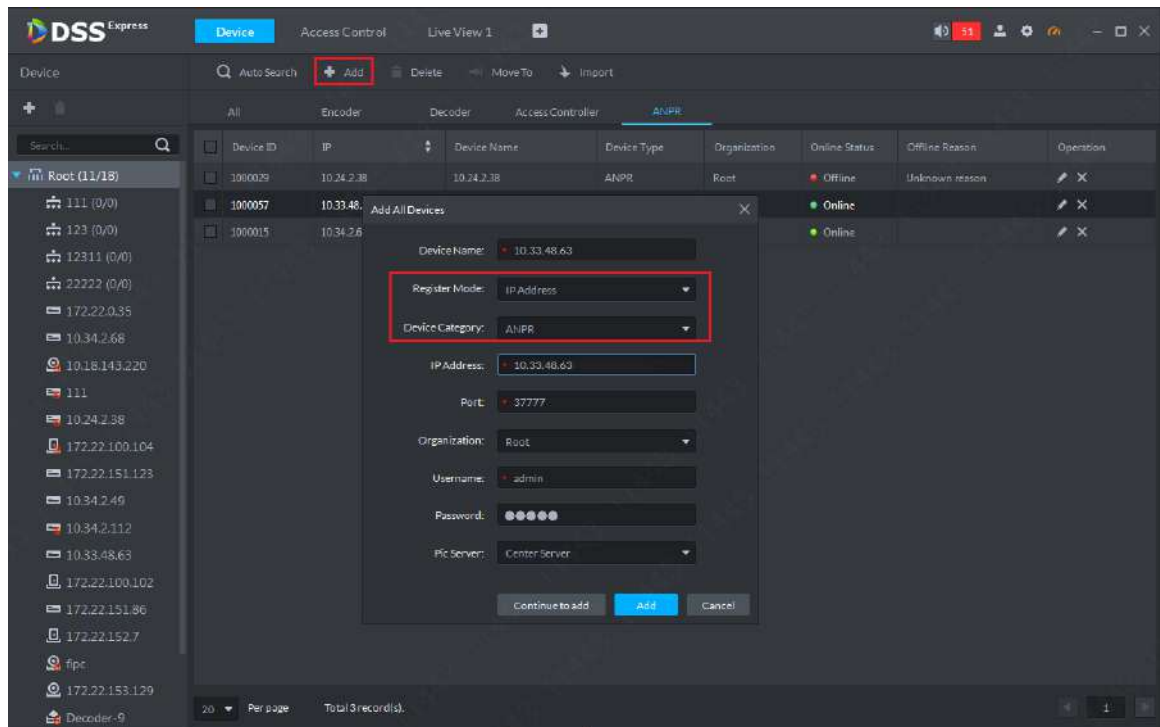 DSS Express
Device Access Control Live View 1
51
Device
Auto Search Add Delete Move To Import
All Encoder Decoder Access Controller ANPR
Search...
Device ID IP Device Name Device Type Organization Online Status Offline Reason Operation
Root (11/18)
1000029 10.24.2.38 10.24.2.38 ANPR Root Offline Unknown reason
111 (0/0)
1000057 10.33.48. Online
123 (0/0)
1000015 10.34.2.6 Online
12311 (0/0)
22222 (0/0)
172.22.0.35
10.34.2.68
10.18.143.220
111
10.24.2.38
172.22.100.104
172.22.151.123
10.34.2.49
10.34.2.112
10.33.48.63
172.22.100.102
172.22.151.86
172.22.152.7
fipc
172.22.153.129
Decoder-9
Add All Devices
Device Name: * 10.33.48.63
Register Mode: IP Address
Device Category: ANPR
IP Address: * 10.33.48.63
Port: * 37777
Organization: Root
Username: * admin
Password: ●●●●●
Pic Server: Center Server
Continue to add Add Cancel
20 Per page Total 3 record(s). 1